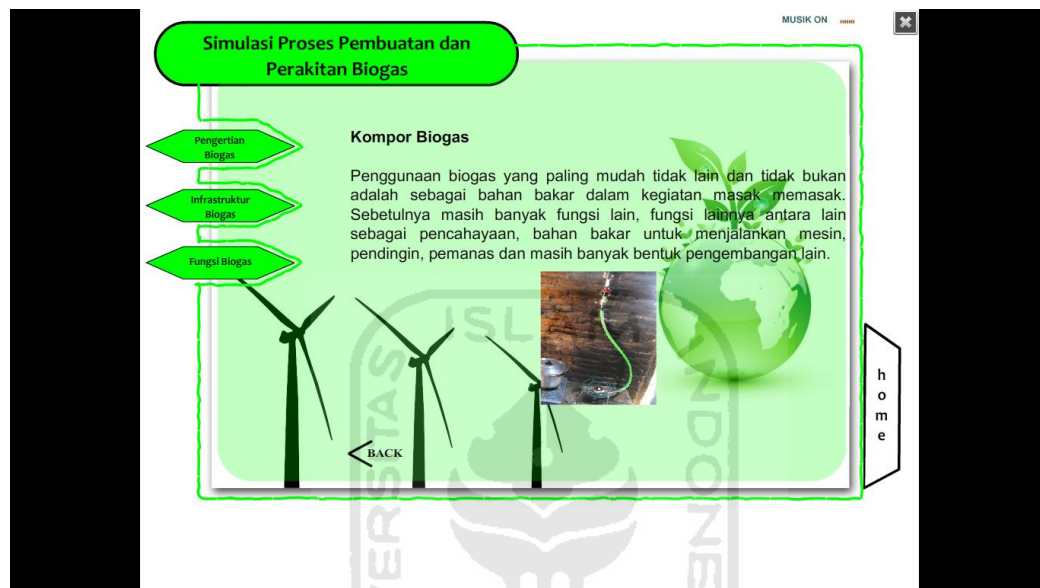 MUSIK ON
Simulasi Proses Pembuatan dan
Perakitan Biogas
Pengertian
Biogas
Infrastruktur
Biogas
Fungsi Biogas
Kompor Biogas
Penggunaan biogas yang paling mudah tidak lain dan tidak bukan
adalah sebagai bahan bakar dalam kegiatan masak memasak.
Sebetulnya masih banyak fungsi lain, fungsi lainnya antara lain
sebagai pencahayaan, bahan bakar untuk menjalankan mesin,
pendingin, pemanas dan masih banyak bentuk pengembangan lain.
BACK
home
ISLAM